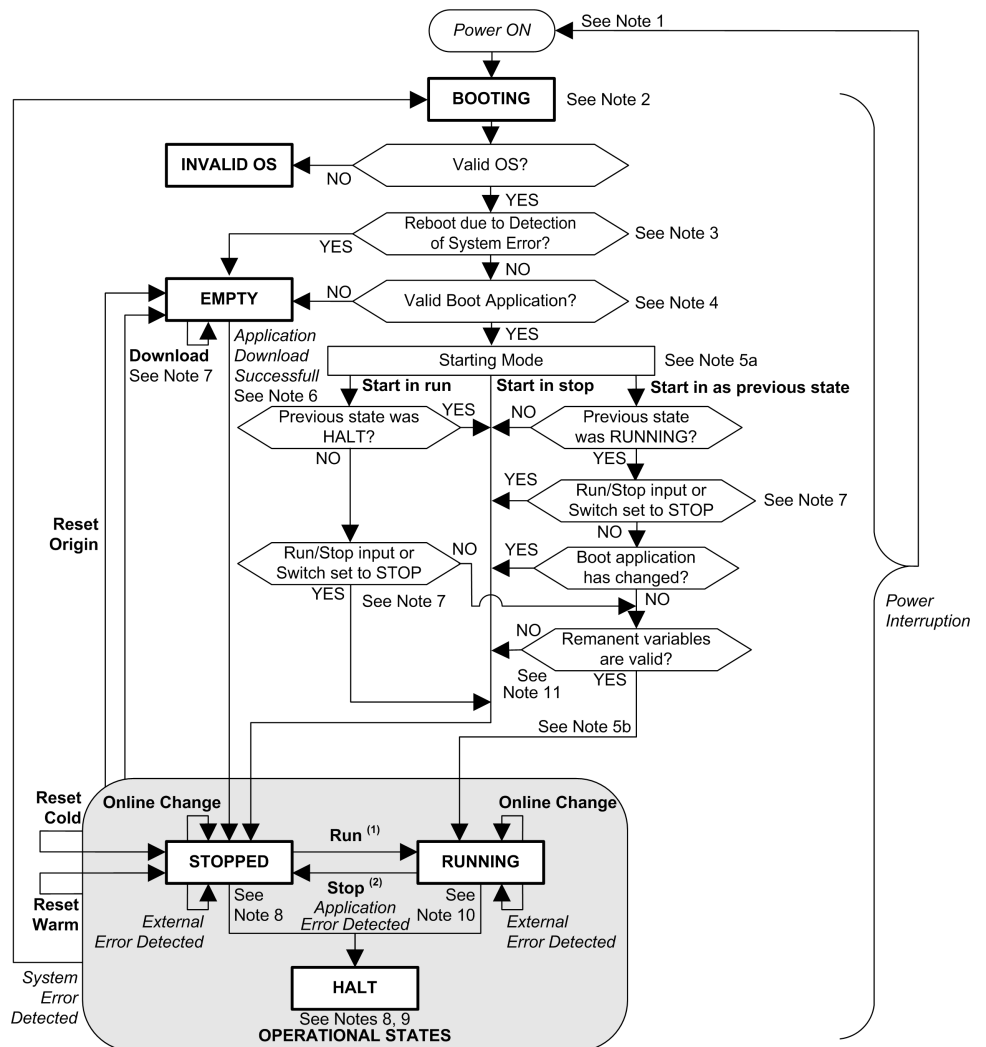 Power ON
See Note 1
BOOTING
See Note 2
Valid OS?
INVALID OS
NO
YES
Reboot due to Detection
of System Error?
See Note 3
YES
NO
EMPTY
NO
Valid Boot Application?
See Note 4
YES
Download
See Note 7
Application
Download
Successfull
See Note 6
Starting Mode
See Note 5a
Start in run
Start in stop
Start in as previous state
Previous state was
HALT?
YES
NO
NO
Previous state
was RUNNING?
YES
YES
Run/Stop input or
Switch set to STOP
See Note 7
NO
Reset
Origin
Run/Stop input or
Switch set to STOP
NO
YES
See Note 7
YES
Boot application
has changed?
NO
Power
Interruption
NO
Remanent variables
are valid?
See
Note 11
YES
See Note 5b
Reset
Cold
Online Change
Online Change
Run (1)
STOPPED
RUNNING
Stop (2)
Reset
Warm
See
Note 8
Application
Error Detected
See
Note 10
External
Error Detected
External
Error Detected
System
Error
Detected
HALT
See Notes 8, 9
OPERATIONAL STATES